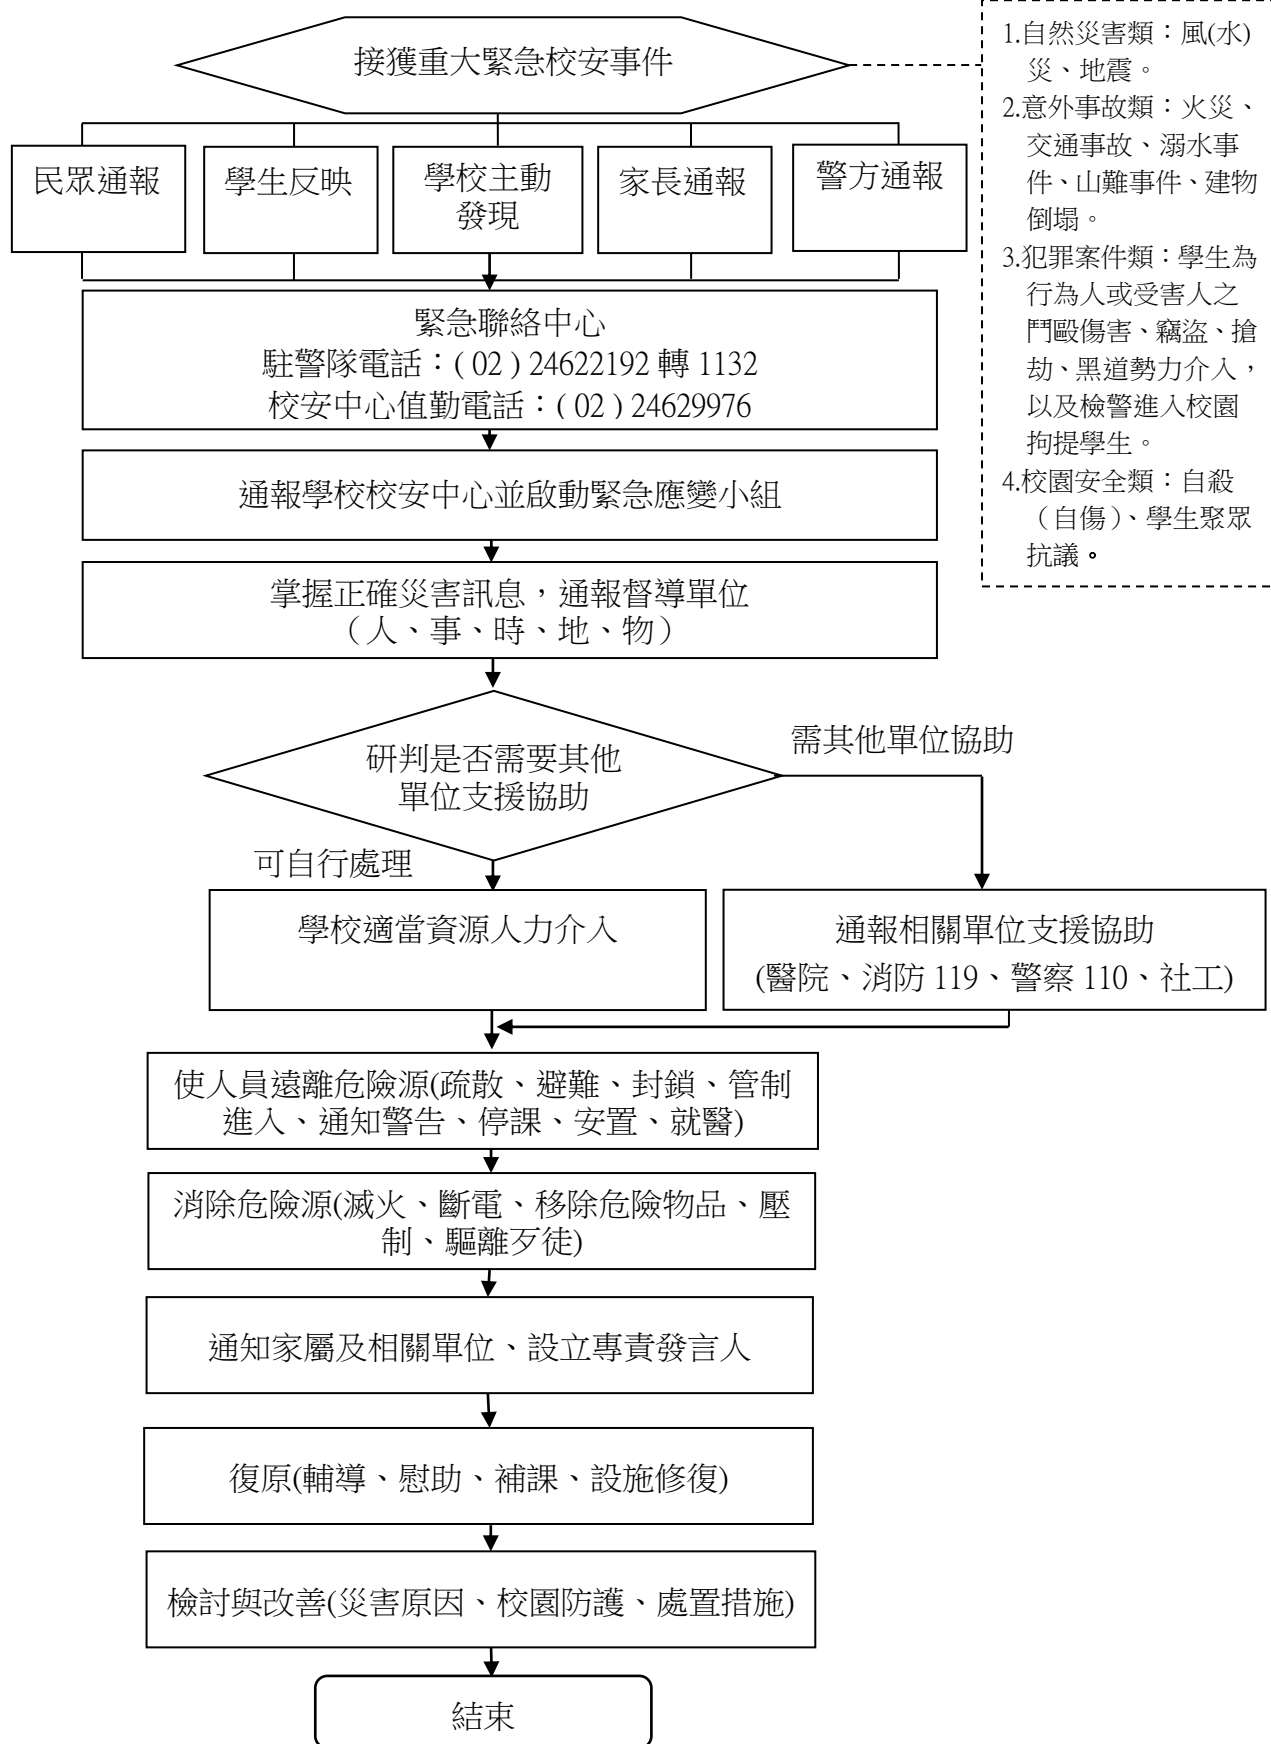 接獲重大緊急校安事件
1.自然災害類：風(水)
災、地震。
2.意外事故類：火災、
交通事故、溺水事
件、山難事件、建物
倒塌。
3.犯罪案件類：學生為
行為人或受害人之
鬥毆傷害、竊盜、搶
劫、黑道勢力介入，
以及檢警進入校園
拘提學生。
4.校園安全類：自殺
（自傷）、學生聚眾
抗議。
民眾通報
學生反映
學校主動
發現
家長通報
警方通報
緊急聯絡中心
駐警隊電話：( 02 ) 24622192 轉 1132
校安中心值勤電話：( 02 ) 24629976
通報學校校安中心並啟動緊急應變小組
掌握正確災害訊息，通報督導單位
（人、事、時、地、物）
研判是否需要其他
單位支援協助
需其他單位協助
可自行處理
學校適當資源人力介入
通報相關單位支援協助
(醫院、消防 119、警察 110、社工)
使人員遠離危險源(疏散、避難、封鎖、管制
進入、通知警告、停課、安置、就醫)
消除危險源(滅火、斷電、移除危險物品、壓
制、驅離歹徒)
通知家屬及相關單位、設立專責發言人
復原(輔導、慰助、補課、設施修復)
檢討與改善(災害原因、校園防護、處置措施)
結束